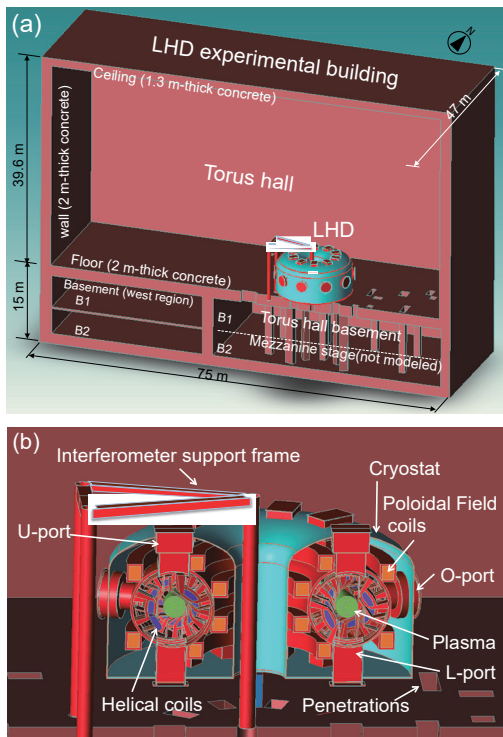 (a)
N
LHD experimental building
Ceiling (1.3 m-thick concrete)
47 m
39.6 m
wall (2 m-thick concrete)
Torus hall
LHD
Floor (2 m-thick concrete)
15 m
Basement (west region)
B1
B2
B1
Torus hall basement
B2
Mezzanine stage(not modeled)
75 m
(b)
Interferometer support frame
Cryostat
Poloidal Field
coils
U-port
O-port
Plasma
L-port
Helical coils
Penetrations